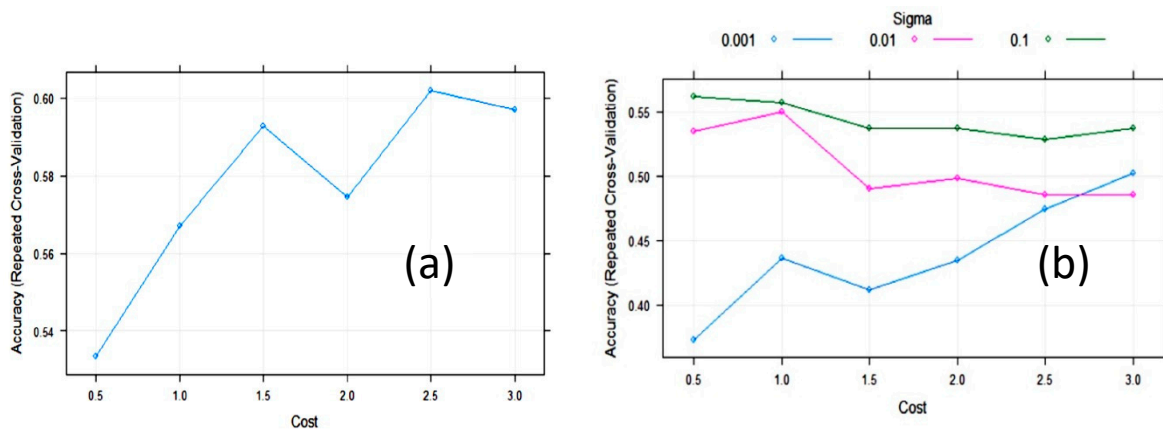 Accuracy (Repeated Cross-Validation)
0.60
0.58
0.56
0.54
(a)
0.5 1.0 1.5 2.0 2.5 3.0
Cost
Sigma
0.001 0.01 0.1
Accuracy (Repeated Cross-Validation)
0.55
0.50
0.45
0.40
(b)
0.5 1.0 1.5 2.0 2.5 3.0
Cost